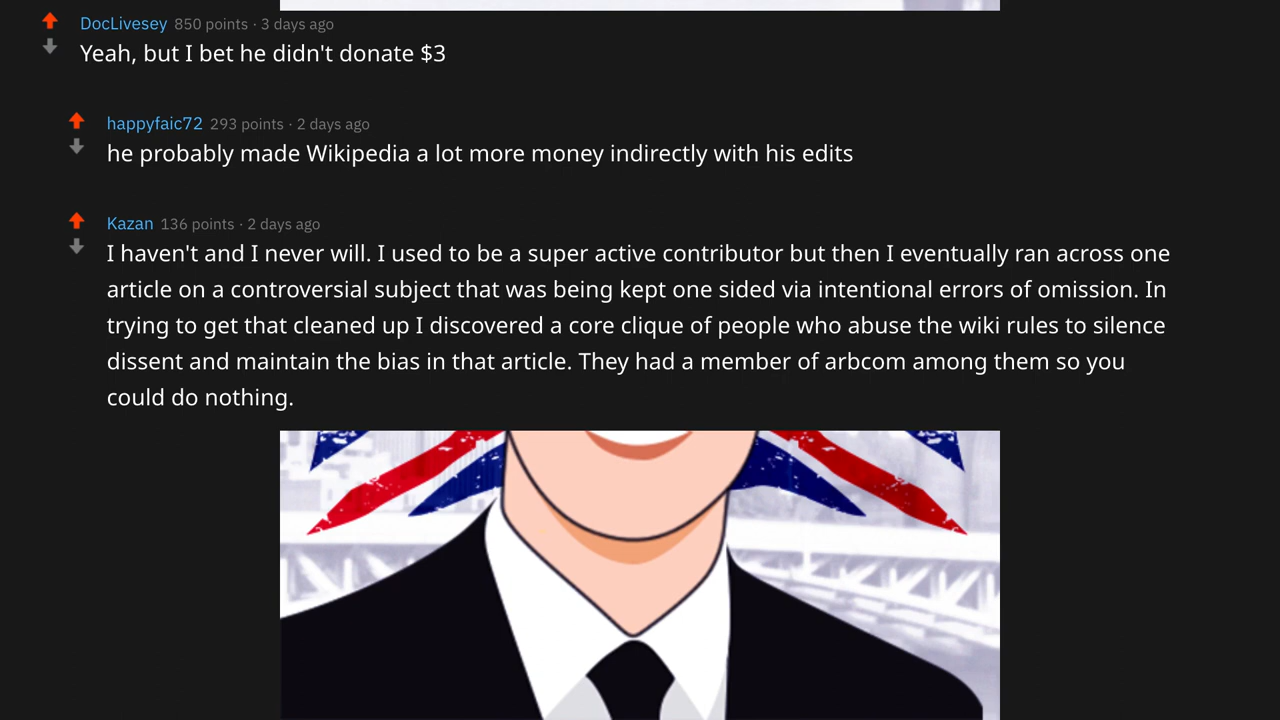 DocLivesey 850 points · 3 days ago
Yeah, but I bet he didn't donate $3
happyfaic72 293 points · 2 days ago
he probably made Wikipedia a lot more money indirectly with his edits
Kazan 136 points · 2 days ago
I haven't and I never will. I used to be a super active contributor but then I eventually ran across one
article on a controversial subject that was being kept one sided via intentional errors of omission. In
trying to get that cleaned up I discovered a core clique of people who abuse the wiki rules to silence
dissent and maintain the bias in that article. They had a member of arbcom among them so you
could do nothing.